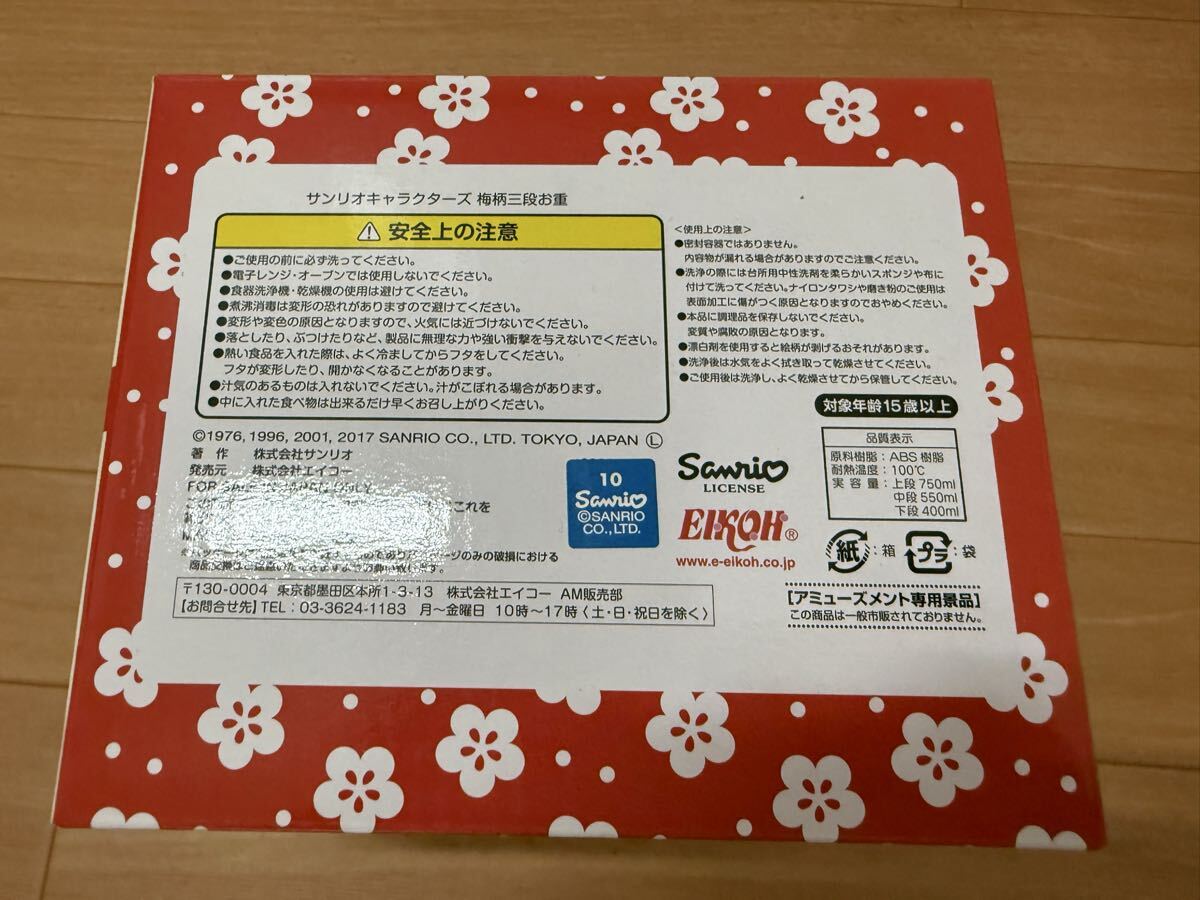 サンリオキャラクターズ 梅柄三段お重
⚠ 安全上の注意
●ご使用の前に必ず洗ってください。
●電子レンジ・オーブンでは使用しないでください。
●食器洗浄機・乾燥機の使用は避けてください。
●煮沸消毒は変形の恐れがありますので避けてください。
●変形や変色の原因となりますので、火気には近づけないでください。
●落としたり、ぶつけたりなど、製品に無理な力や強い衝撃を与えないでください。
●熱い食品を入れた際は、よく冷ましてからフタをしてください。
フタが変形したり、開かなくなることがあります。
●汁気のあるものは入れないでください。汁がこぼれる場合があります。
●中に入れた食べ物は出来るだけ早くお召し上がりください。
<使用上の注意>
●密封容器ではありません。
内容物が漏れる場合がありますのでご注意ください。
●洗浄の際には台所用中性洗剤を柔らかいスポンジや布に
付けて洗ってください。ナイロンタワシや磨き粉のご使用は
表面加工に傷がつく原因となりますのでおやめください。
●本品に調理品を保存しないでください。
変質や腐敗の原因となります。
●漂白剤を使用すると絵柄が剥げるおそれがあります。
●洗浄後は水気をよく拭き取って乾燥させてください。
●ご使用後は洗浄し、よく乾燥させてから保管してください。
対象年齢15歳以上
©1976, 1996, 2001, 2017 SANRIO CO., LTD. TOKYO, JAPAN Ⓛ
著 作 株式会社サンリオ
発売元 株式会社エイコー
FOR SALE IN JAPAN ONLY
これを
ージのみの破損における
10
Sanrio
©SANRIO
CO., LTD.
Sanrio
LICENSE
EIKOH®
www.e-eikoh.co.jp
品質表示
原料樹脂：ABS樹脂
耐熱温度：100℃
実 容 量：上段 750ml
中段 550ml
下段 400ml
紙：箱 プラ：袋
〒130-0004 東京都墨田区本所1-3-13 株式会社エイコー AM販売部
【お問合せ先】TEL：03-3624-1183 月〜金曜日 10時〜17時〈土・日・祝日を除く〉
【アミューズメント専用景品】
この商品は一般市販されておりません。